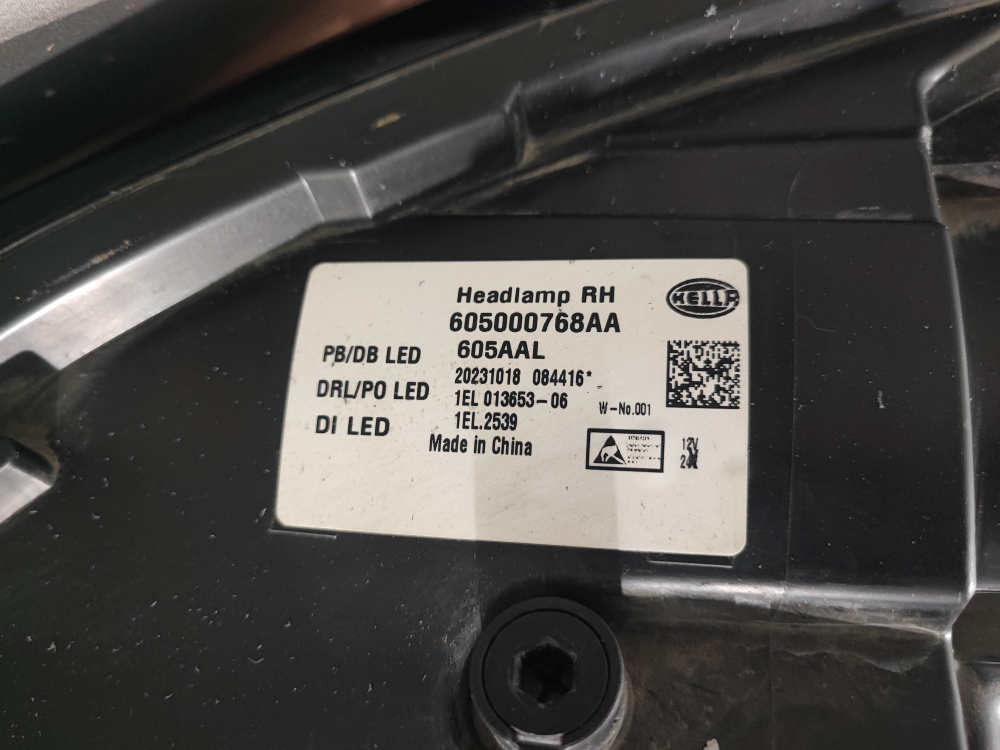 Headlamp RH
HELLA
605000768AA
PB/DB LED 605AAL
DRL/PO LED 20231018 084416*
1EL 013653-06 W-No.001
DI LED 1EL.2539
Made in China
12V